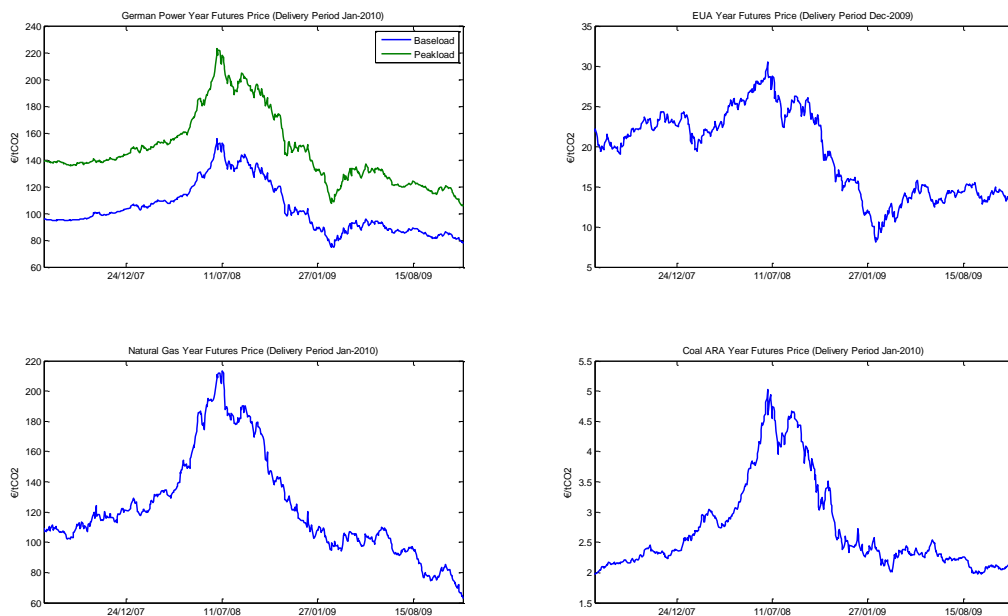 German Power Year Futures Price (Delivery Period Jan-2010)
240
220
200
180
160
140
120
100
80
60
€/tCO2
Baseload
Peakload
24/12/07 11/07/08 27/01/09 15/08/09
EUA Year Futures Price (Delivery Period Dec-2009)
35
30
25
20
15
10
5
€/tCO2
24/12/07 11/07/08 27/01/09 15/08/09
Natural Gas Year Futures Price (Delivery Period Jan-2010)
220
200
180
160
140
120
100
80
60
€/tCO2
24/12/07 11/07/08 27/01/09 15/08/09
Coal ARA Year Futures Price (Delivery Period Jan-2010)
5.5
5
4.5
4
3.5
3
2.5
2
1.5
€/tCO2
24/12/07 11/07/08 27/01/09 15/08/09